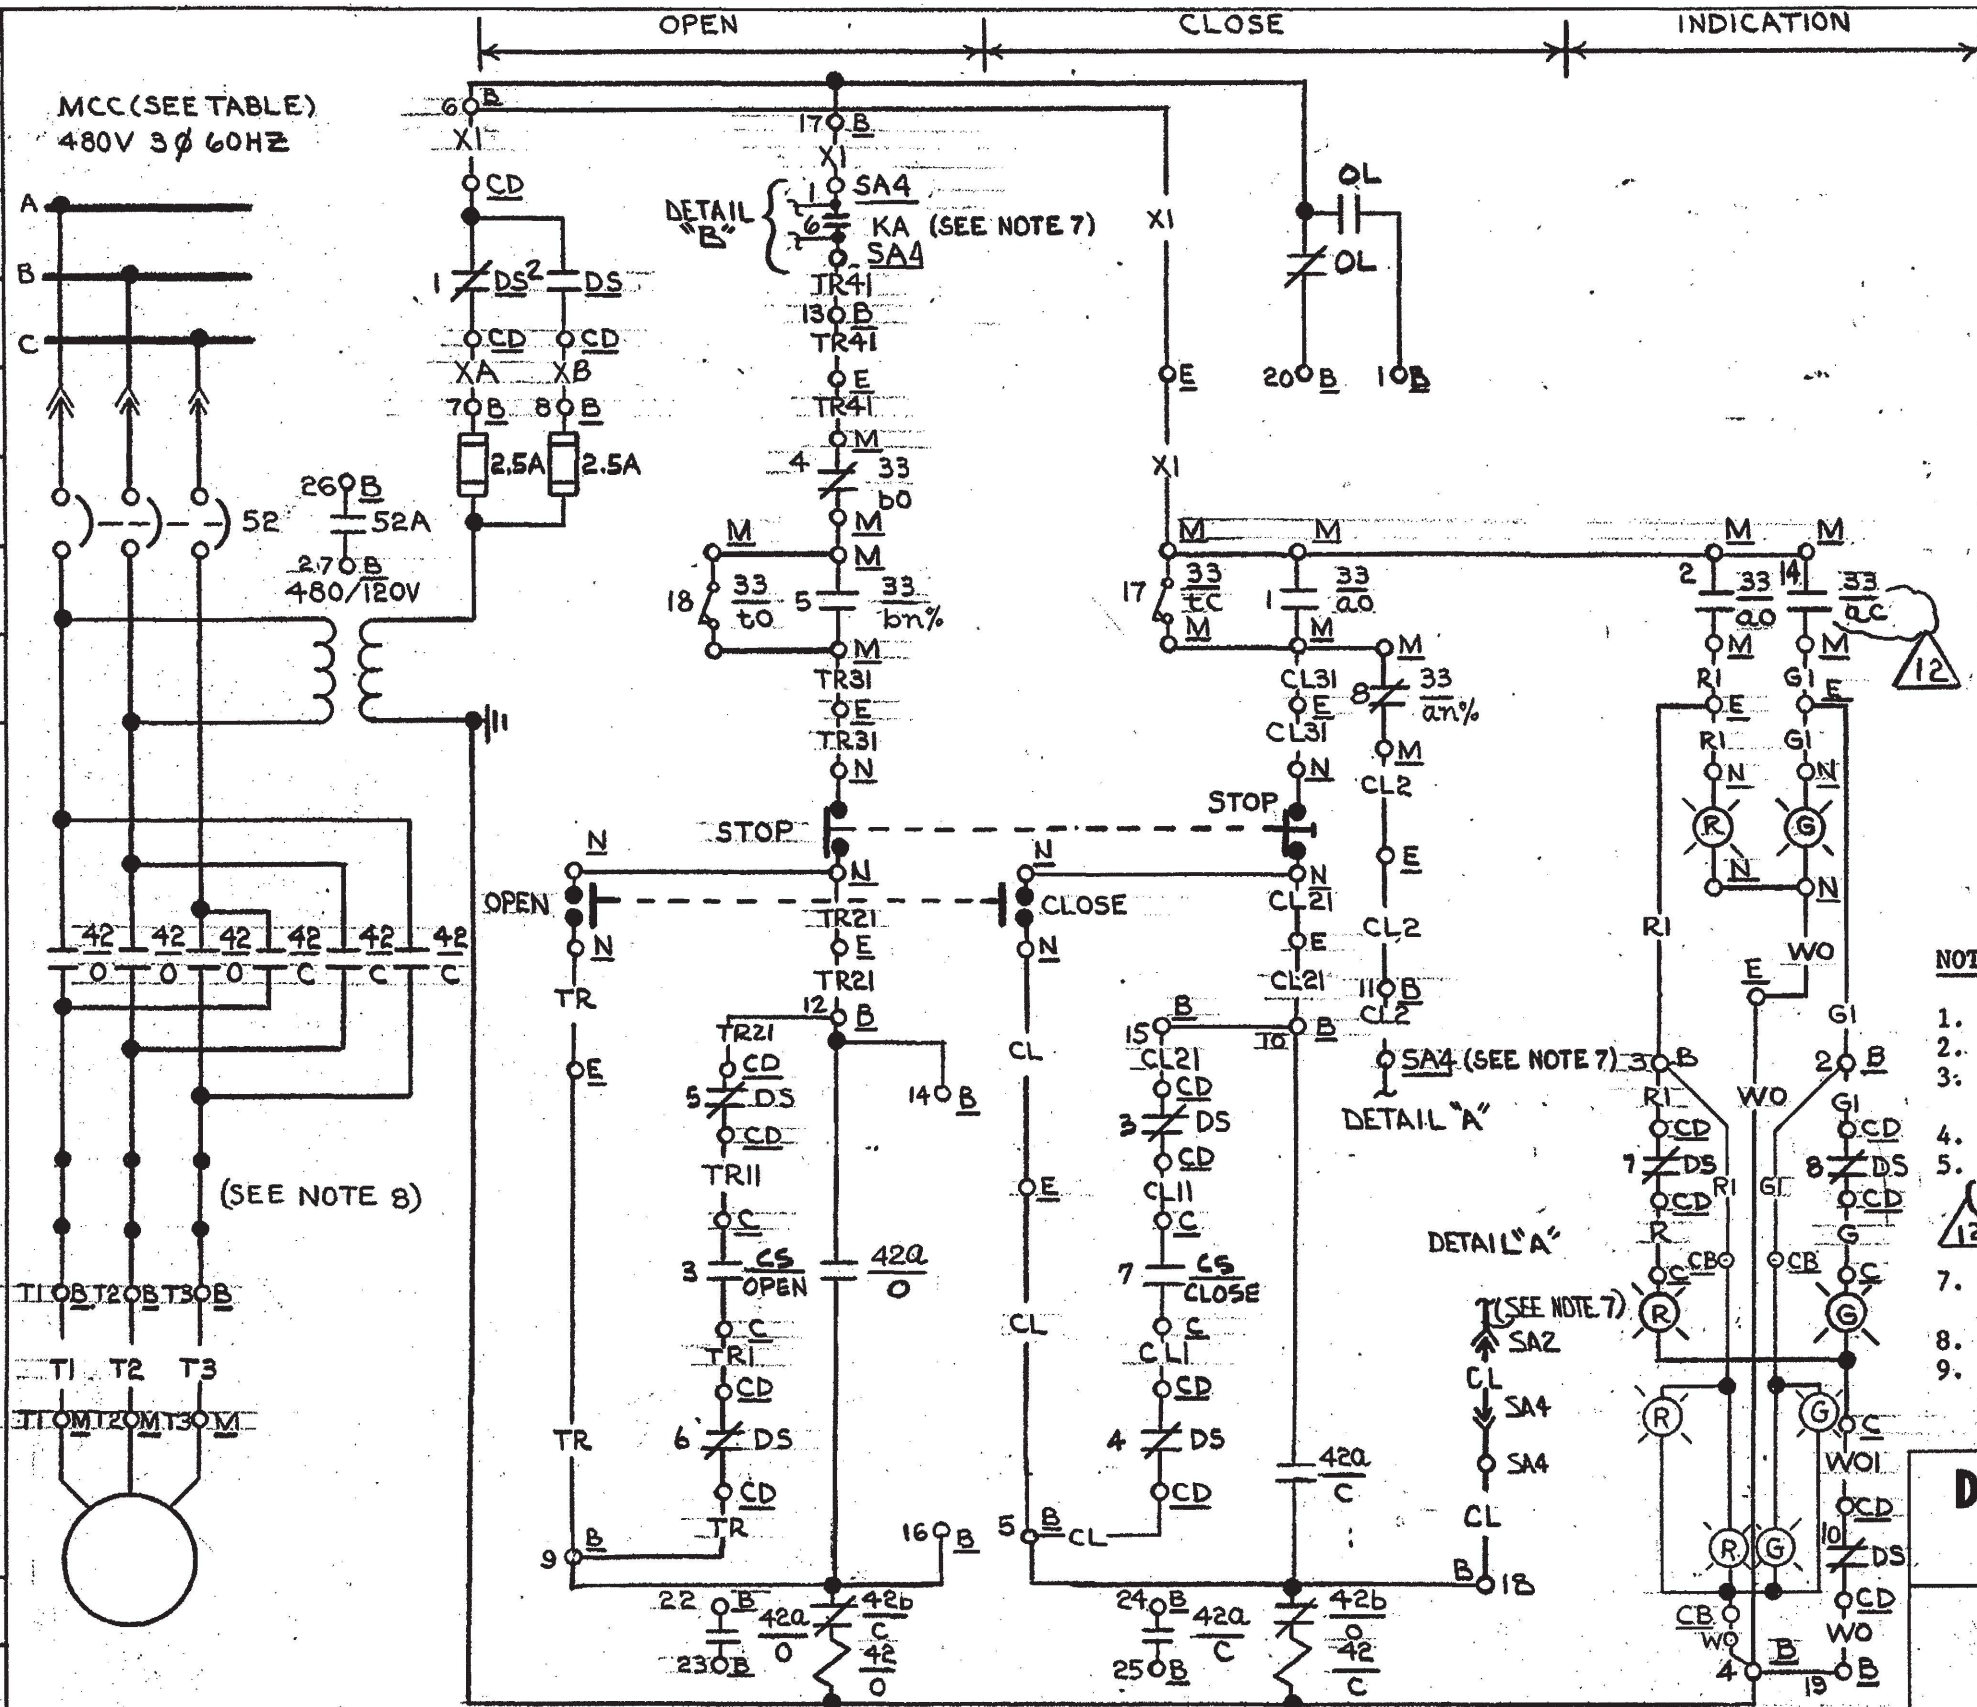 OPEN
CLOSE
INDICATION
MCC (SEE TABLE)
480V 3Ø 60HZ
A
B
C
6 B
X1
CD
1 DS
2 DS
CD
CD
XA
XB
7 B
8 B
2.5A
2.5A
52
26 B
52A
27 B
480/120V
17 B
X1
DETAIL "B"
1 SA4
6 KA (SEE NOTE 7)
SA4
TR41
13 B
TR41
E
TR41
M
4 33 bo
M
M
M
18 33 to
5 33 bn%
M
TR31
E
TR31
N
STOP
N
N
OPEN
N
TR21
E
TR21
12 B
TR
E
TR21
CD
5 DS
CD
TR11
C
3 CS OPEN
42a O
C
TR1
CD
6 DS
CD
TR
TR
14 B
16 B
9 B
22 B
42a O
23 B
42b C
42 O
X1
E
X1
OL
OL
20 B
1 B
M
M
17 33 tc
1 33 ao
M
M
M
CL31
8 33 an%
E
CL31
M
N
CL2
STOP
E
N
N
CLOSE
CL21
N
E
CL2
CL21
11 B
CL2
B
15
10 B
CL
CL21
CD
SA4 (SEE NOTE 7)
3 DS
DETAIL "A"
CD
E
CL11
C
7 CS CLOSE
CL
C
CL1
CD
4 DS
42a C
CD
5 B
CL
DETAIL "A"
(SEE NOTE 7)
SA2
CL
SA4
SA4
CL
B 18
24 B
42a C
25 B
42b O
42 C
M
M
2 33 ao
14 33 ac
12
M
M
R1
G1
E
E
R1
G1
N
N
R
G
N
N
R1
WO
E
G1
3 B
2 B
R1
WO
G1
CD
CD
7 DS
8 DS
R1
G1
CD
CD
R
G
C
CB
CB
C
R
G
R
G
C
WO1
CD
R
G
10 DS
CD
CB
WO
WO
4 B
19 B
42 O
42 O
42 O
42 C
42 C
42 C
(SEE NOTE 8)
T1 B T2 B T3 B
T1 T2 T3
T1 M T2 M T3 M
NOT
1.
2.
3.
4.
5.
12
7.
8.
9.
D